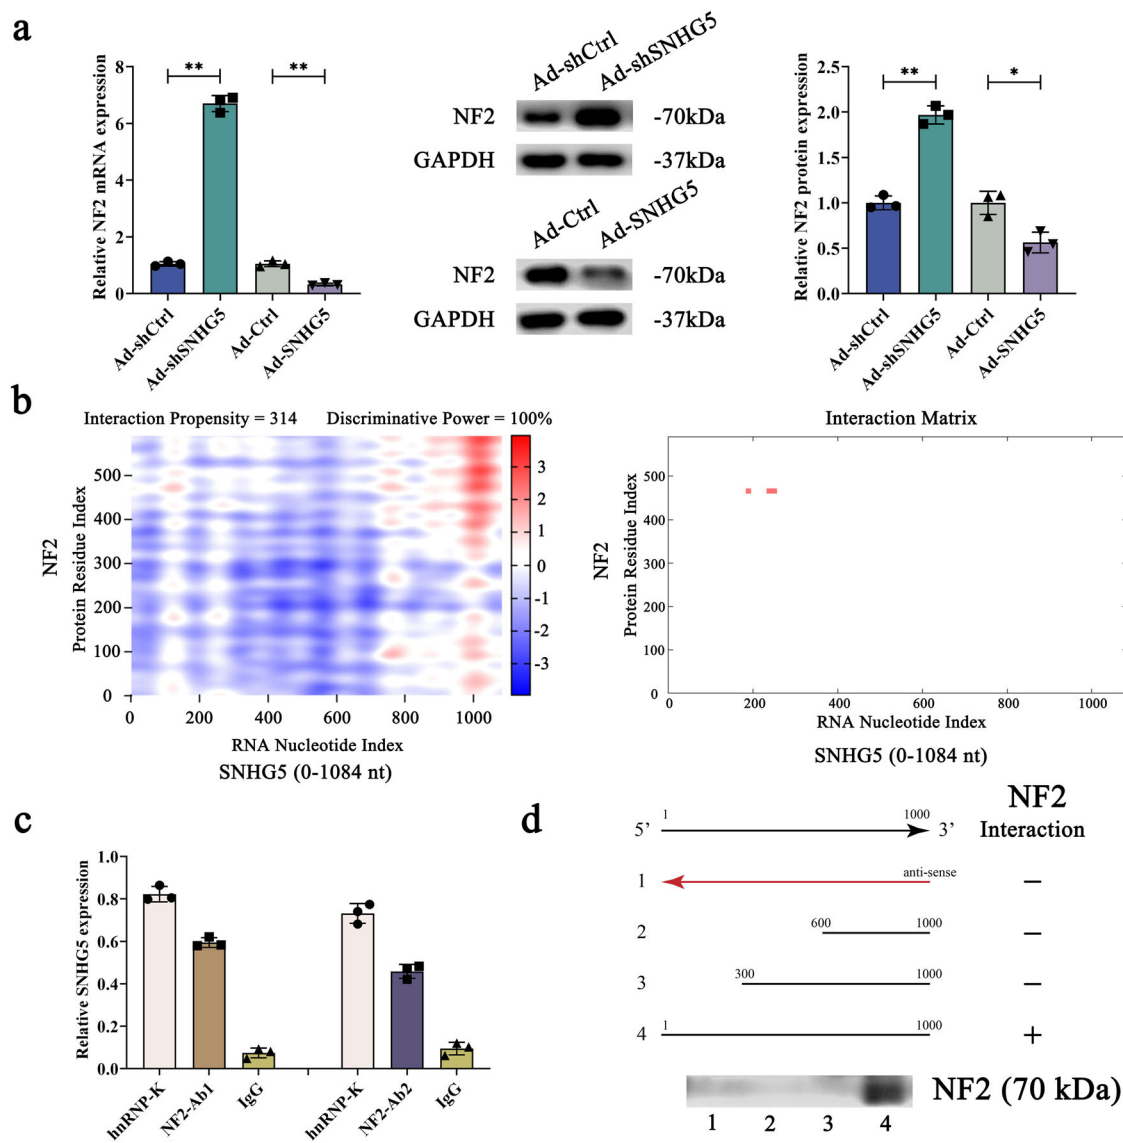 a
Relative NF2 mRNA expression
8
6
4
2
0
**
**
Ad-shCtrl
Ad-shSNHG5
Ad-Ctrl
Ad-SNHG5
Ad-shCtrl
Ad-shSNHG5
NF2
-70kDa
GAPDH
-37kDa
Ad-Ctrl
Ad-SNHG5
NF2
-70kDa
GAPDH
-37kDa
Relative NF2 protein expression
2.5
2.0
1.5
1.0
0.5
0.0
**
*
Ad-shCtrl
Ad-shSNHG5
Ad-Ctrl
Ad-SNHG5
b
Interaction Propensity = 314 Discriminative Power = 100%
NF2
Protein Residue Index
500
400
300
200
100
0
0 200 400 600 800 1000
RNA Nucleotide Index
SNHG5 (0-1084 nt)
3
2
1
0
-1
-2
-3
Interaction Matrix
NF2
Protein Residue Index
500
400
300
200
100
0
0 200 400 600 800 1000
RNA Nucleotide Index
SNHG5 (0-1084 nt)
c
Relative SNHG5 expression
1.0
0.8
0.6
0.4
0.2
0.0
hnRNP-K
NF2-Ab1
IgG
hnRNP-K
NF2-Ab2
IgG
d
NF2
Interaction
1 1000
5’ 3’
anti-sense
1 −
600 1000
2 −
300 1000
3 −
1 1000
4 +
NF2 (70 kDa)
1 2 3 4